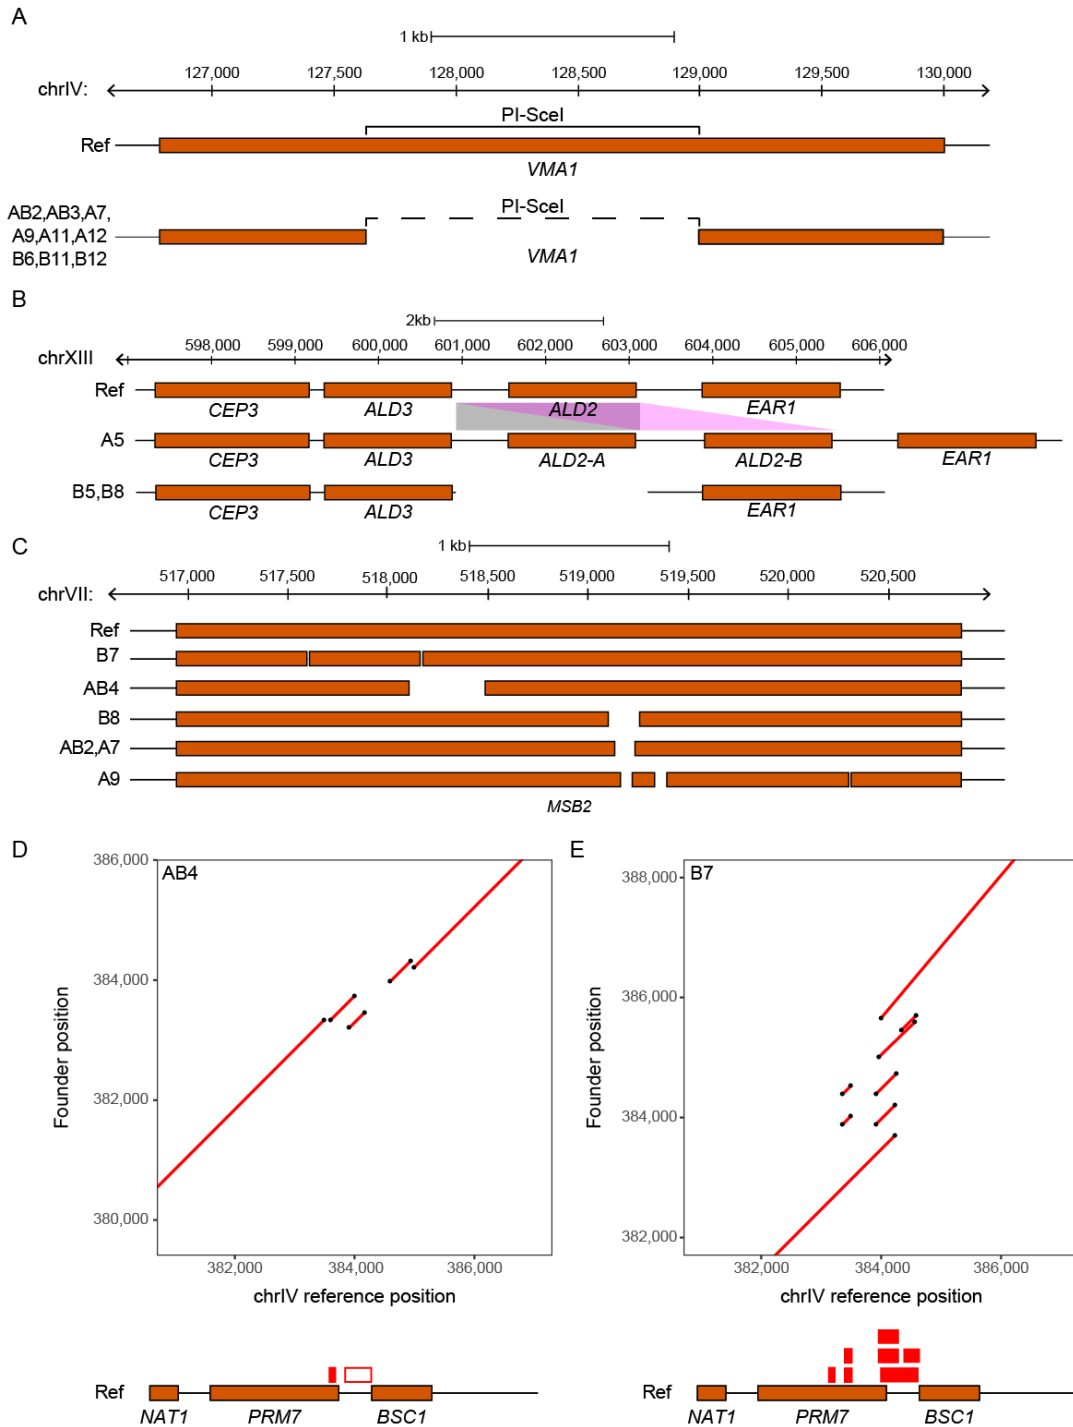 A
1 kb
127,000 127,500 128,000 128,500 129,000 129,500 130,000
chrIV:
PI-SceI
Ref
VMA1
AB2,AB3,A7,
A9,A11,A12
B6,B11,B12
PI-SceI
VMA1
B
2kb
598,000 599,000 600,000 601,000 602,000 603,000 604,000 605,000 606,000
chrXIII
Ref
CEP3 ALD3 ALD2 EAR1
A5
CEP3 ALD3 ALD2-A ALD2-B EAR1
B5,B8
CEP3 ALD3 EAR1
C
1 kb
517,000 517,500 518,000 518,500 519,000 519,500 520,000 520,500
chrVII:
Ref
B7
AB4
B8
AB2,A7
A9
MSB2
D
AB4
386,000
384,000
382,000
380,000
Founder position
382,000 384,000 386,000
chrIV reference position
Ref
NAT1 PRM7 BSC1
E
B7
388,000
386,000
384,000
382,000
Founder position
382,000 384,000 386,000
chrIV reference position
Ref
NAT1 PRM7 BSC1